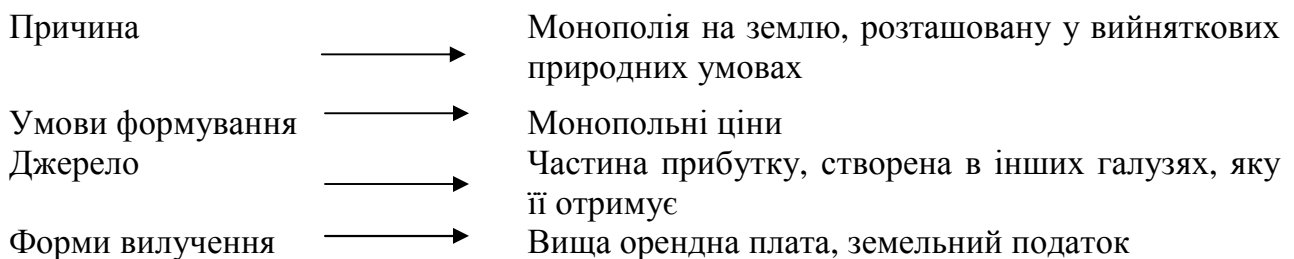 Причина Монополія на землю, розташовану у вийняткових
природних умовах
Умови формування Монопольні ціни
Джерело Частина прибутку, створена в інших галузях, яку
її отримує
Форми вилучення Вища орендна плата, земельний податок